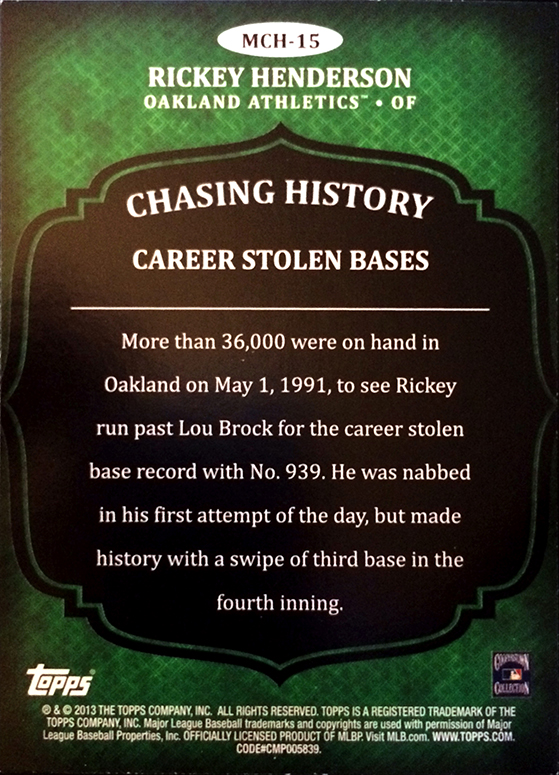 MCH-15
RICKEY HENDERSON
OAKLAND ATHLETICS™ • OF
CHASING HISTORY
CAREER STOLEN BASES
More than 36,000 were on hand in
Oakland on May 1, 1991, to see Rickey
run past Lou Brock for the career stolen
base record with No. 939. He was nabbed
in his first attempt of the day, but made
history with a swipe of third base in the
fourth inning.
topps®
COOPERSTOWN
COLLECTION
® & © 2013 THE TOPPS COMPANY, INC. ALL RIGHTS RESERVED. TOPPS IS A REGISTERED TRADEMARK OF THE
TOPPS COMPANY, INC. Major League Baseball trademarks and copyrights are used with permission of Major
League Baseball Properties, Inc. OFFICIALLY LICENSED PRODUCT OF MLBP. Visit MLB.com. WWW.TOPPS.COM.
CODE#CMP005839.